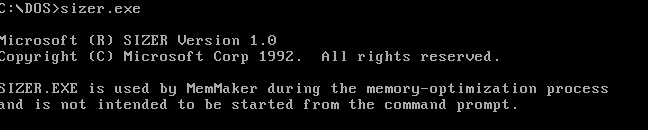 C:\DOS>sizer.exe
Microsoft (R) SIZER Version 1.0
Copyright (C) Microsoft Corp 1992.  All rights reserved.
SIZER.EXE is used by MemMaker during the memory-optimization process
and is not intended to be started from the command prompt.